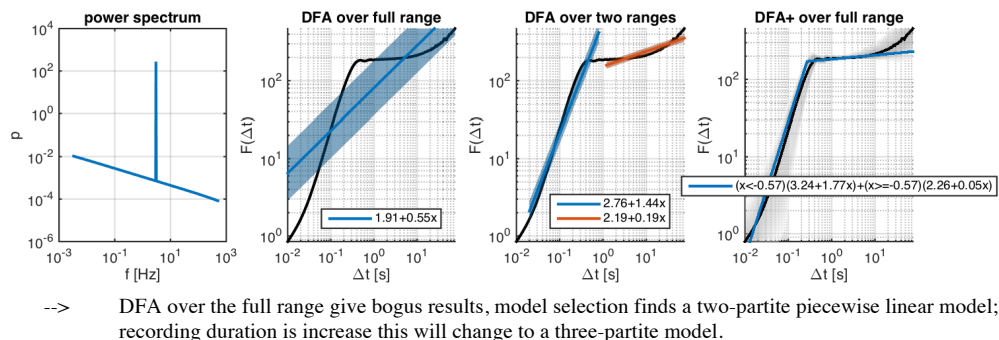 power spectrum
DFA over full range
DFA over two ranges
DFA+ over full range
10^4
10^2
10^0
10^-2
10^-4
10^-6
p
10^-3
10^-1
10^1
10^3
f [Hz]
10^2
10^1
10^0
F(Δt)
1.91+0.55x
10^-2
10^-1
10^0
10^1
Δt [s]
10^2
10^1
10^0
F(Δt)
2.76+1.44x
2.19+0.19x
10^-2
10^-1
10^0
10^1
Δt [s]
10^2
10^1
10^0
F(Δt)
(x<-0.57)(3.24+1.77x)+(x>=-0.57)(2.26+0.05x)
10^-2
10^-1
10^0
10^1
Δt [s]
--> DFA over the full range give bogus results, model selection finds a two-partite piecewise linear model;
recording duration is increase this will change to a three-partite model.